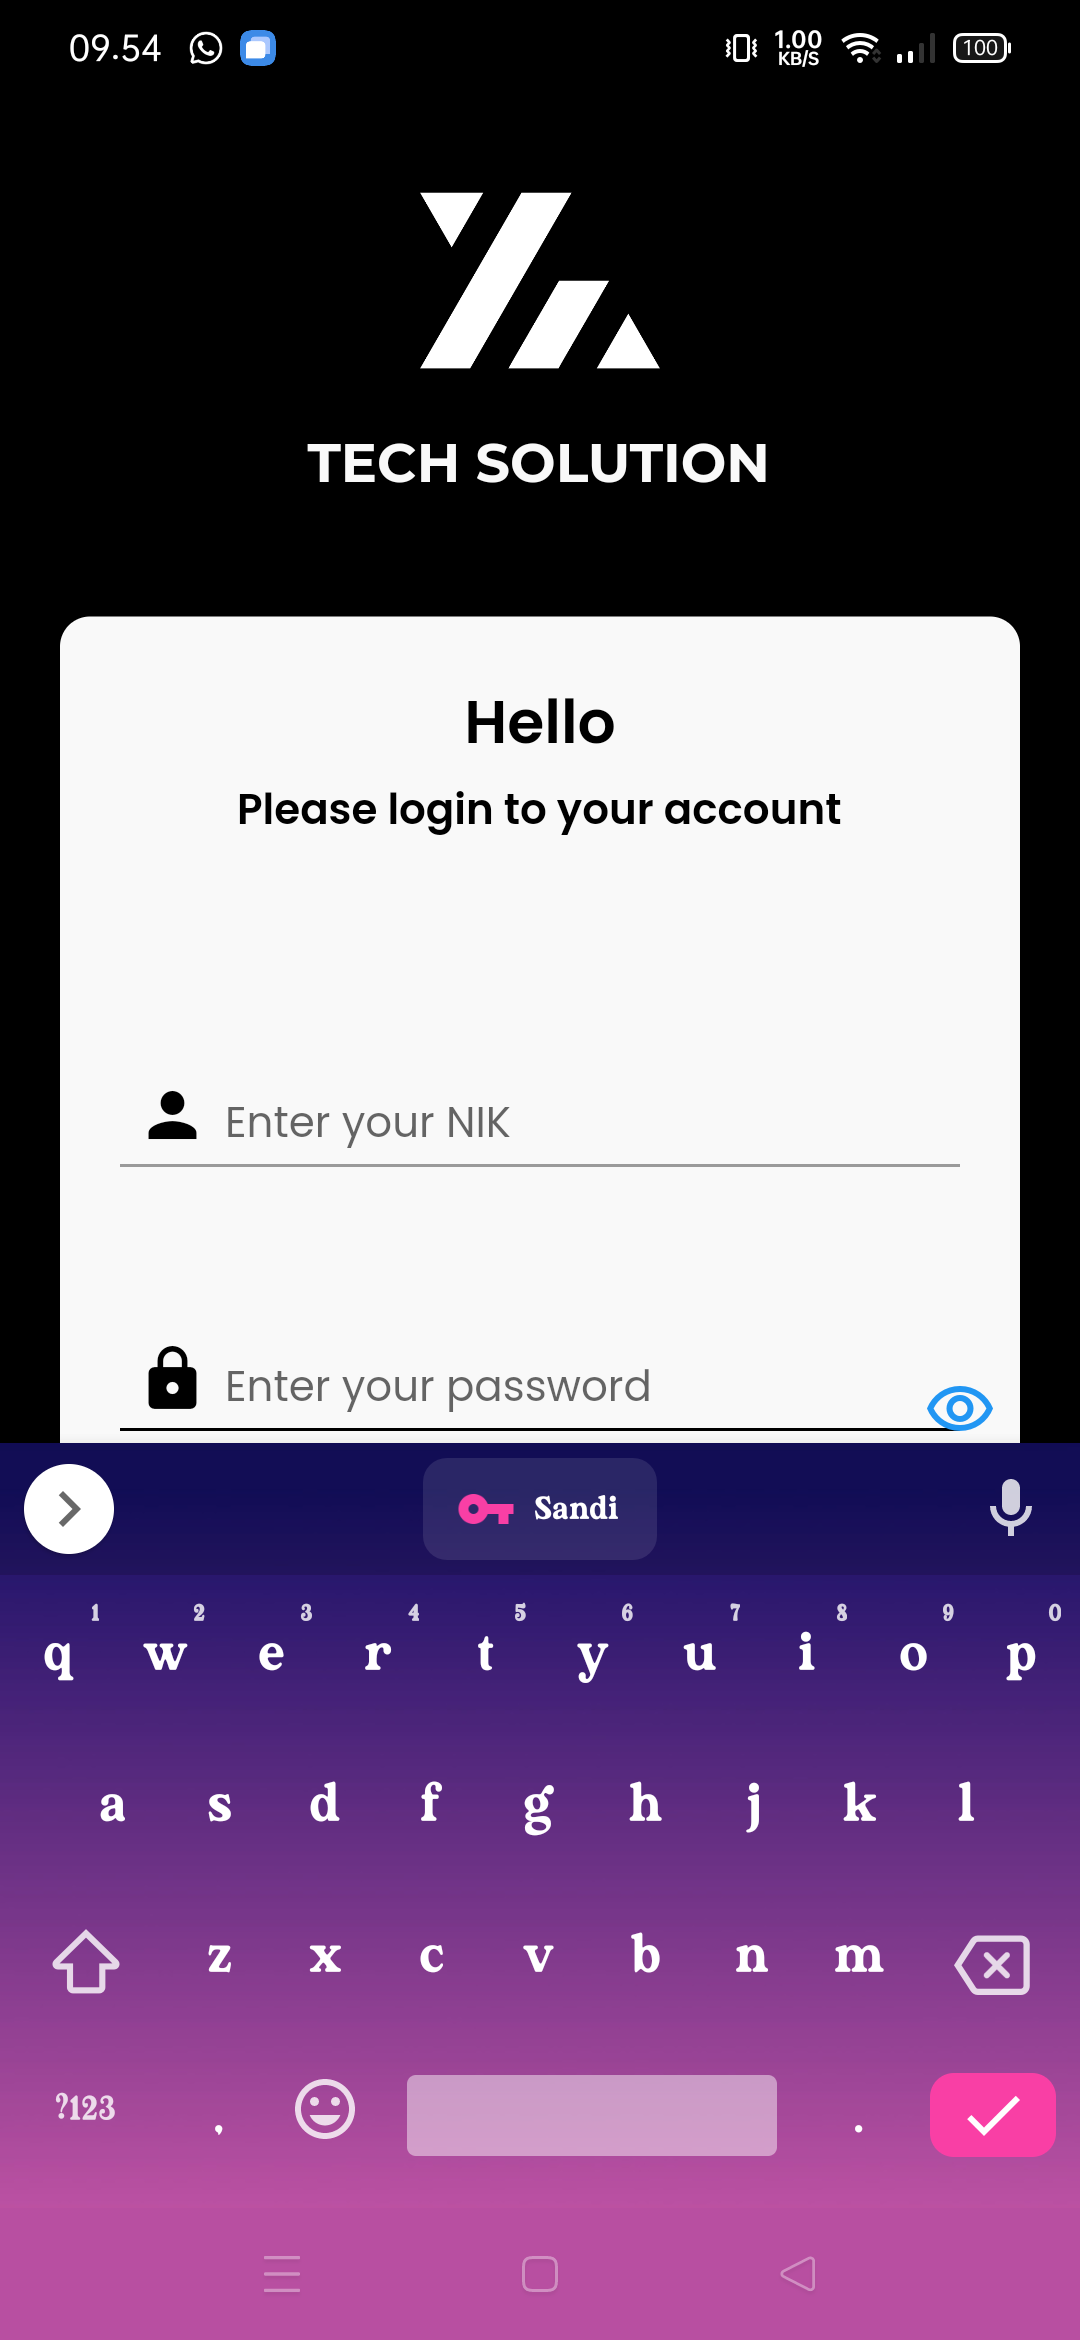 09.54 1.00 KB/S 100
TECH SOLUTION
Hello
Please login to your account
Enter your NIK
Enter your password
Sandi
1 2 3 4 5 6 7 8 9 0
q w e r t y u i o p
a s d f g h j k l
z x c v b n m
?123 , .